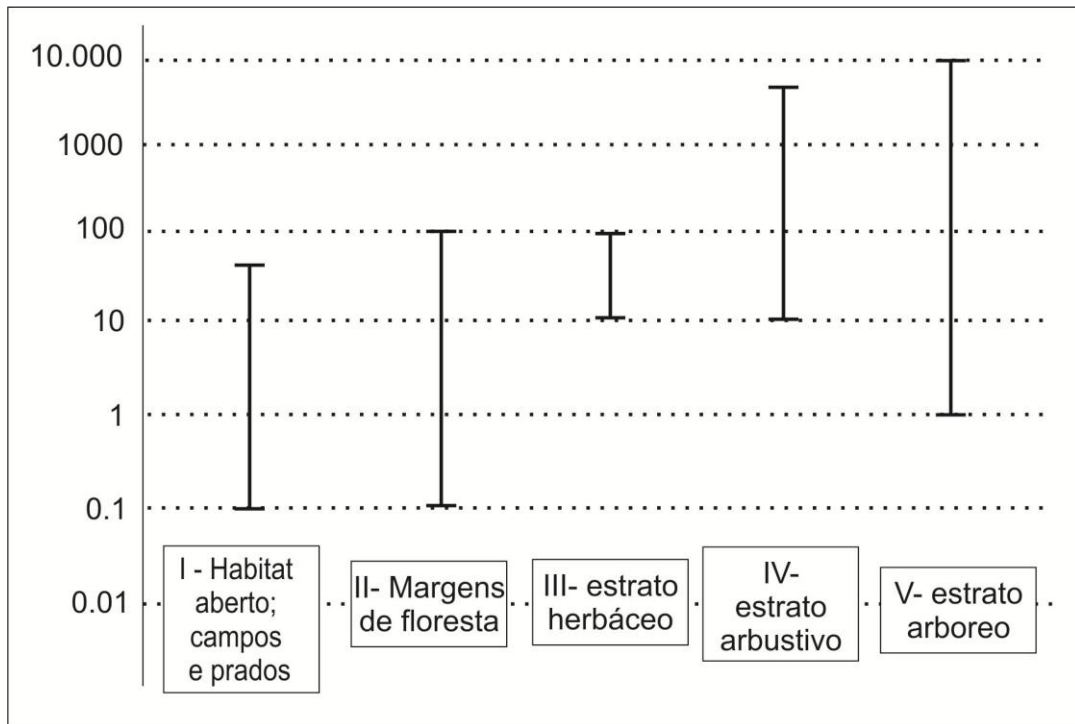 10.000
1000
100
10
1
0.1
0.01
I - Habitat
aberto;
campos
e prados
II- Margens
de floresta
III- estrato
herbáceo
IV-
estrato
arbustivo
V- estrato
arboreo